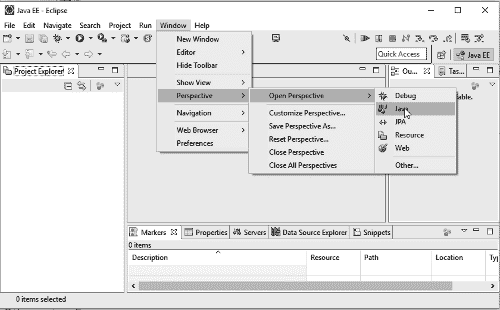 Java EE - Eclipse
File Edit Navigate Search Project Run Window Help
New Window
Editor
Hide Toolbar
Show View
Perspective
Navigation
Web Browser
Preferences
Open Perspective
Customize Perspective...
Save Perspective As...
Reset Perspective...
Close Perspective
Close All Perspectives
Debug
Java
JPA
Resource
Web
Other...
Quick Access
Java EE
Project Explorer
Ou...
Tas...
Markers Properties Servers Data Source Explorer Snippets
0 items
Description Resource Path Location Typ
0 items selected